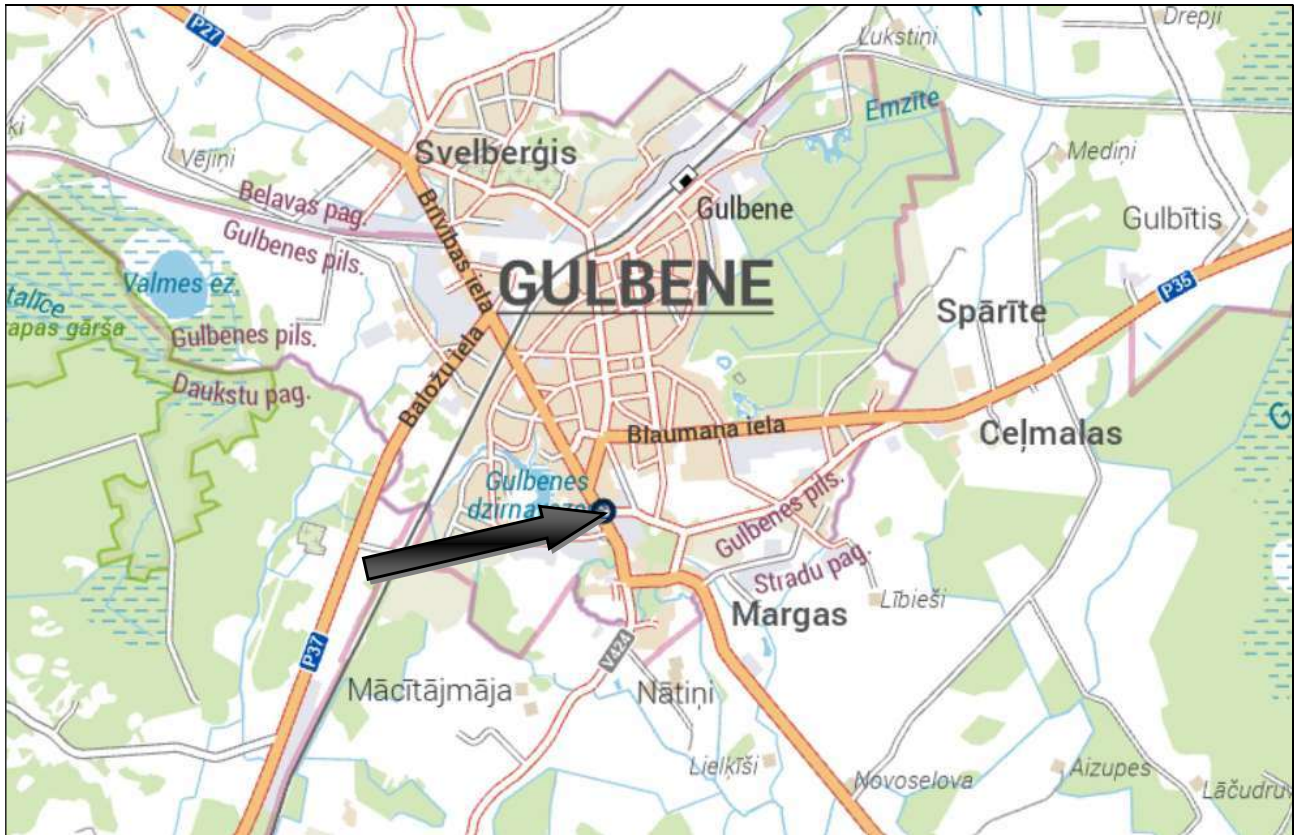 Drepji
P27
Lukstiņi
Emzīte
Svelberģis
Vējiņi
Mediņi
Beļavas pag.
Gulbene
Gulbītis
Gulbenes pils.
Brīvības iela
Valmes ez.
GULBENE
P35
Spārīte
Gulbenes pils.
Baložu iela
Daukstu pag.
Blaumaņa iela
Ceļmalas
Gulbenes
Gulbenes pils.
Stradu pag.
Lībieši
Margas
P37
V424
Mācītājmāja
Nātiņi
Lielķīši
Novoselova
Aizupes